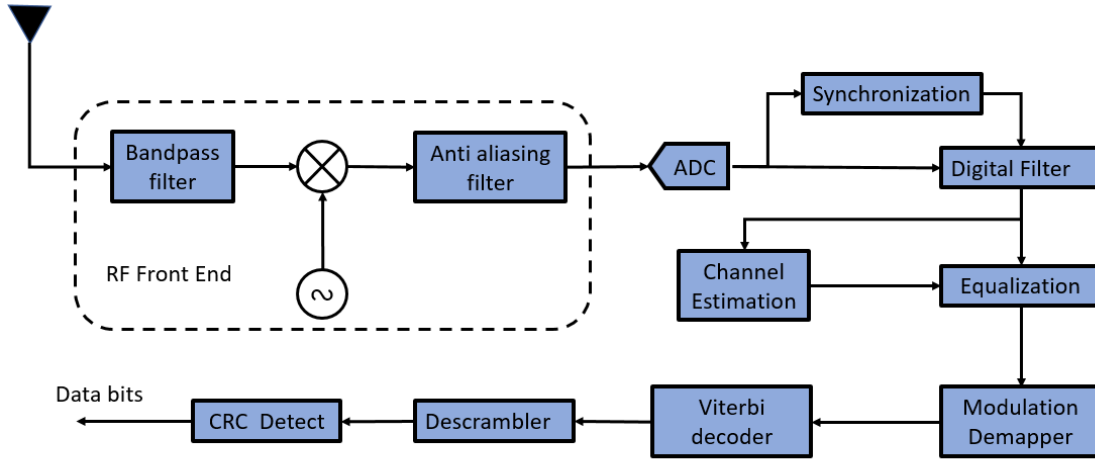 Synchronization
Bandpass
filter
Anti aliasing
filter
ADC
Digital Filter
RF Front End
Channel
Estimation
Equalization
Data bits
CRC  Detect
Descrambler
Viterbi
decoder
Modulation
Demapper